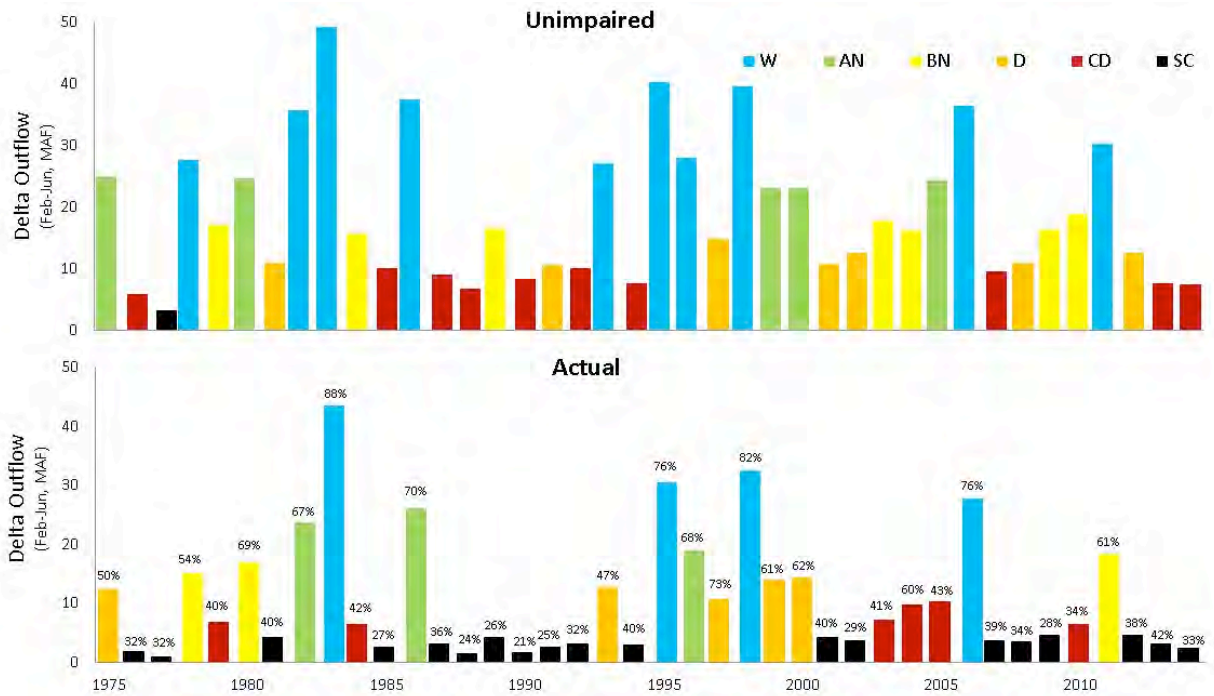 Unimpaired
50
40
30
20
10
0
Delta Outflow
(Feb-Jun, MAF)
W AN BN D CD SC
Actual
50
40
30
20
10
0
Delta Outflow
(Feb-Jun, MAF)
50% 32% 32% 54% 40% 69% 40% 67% 88% 42% 27% 70% 36% 24% 26% 21% 25% 32% 47% 40% 76% 68% 73% 82% 61% 62% 40% 29% 41% 60% 43% 76% 39% 34% 28% 34% 61% 38% 42% 33%
1975 1980 1985 1990 1995 2000 2005 2010